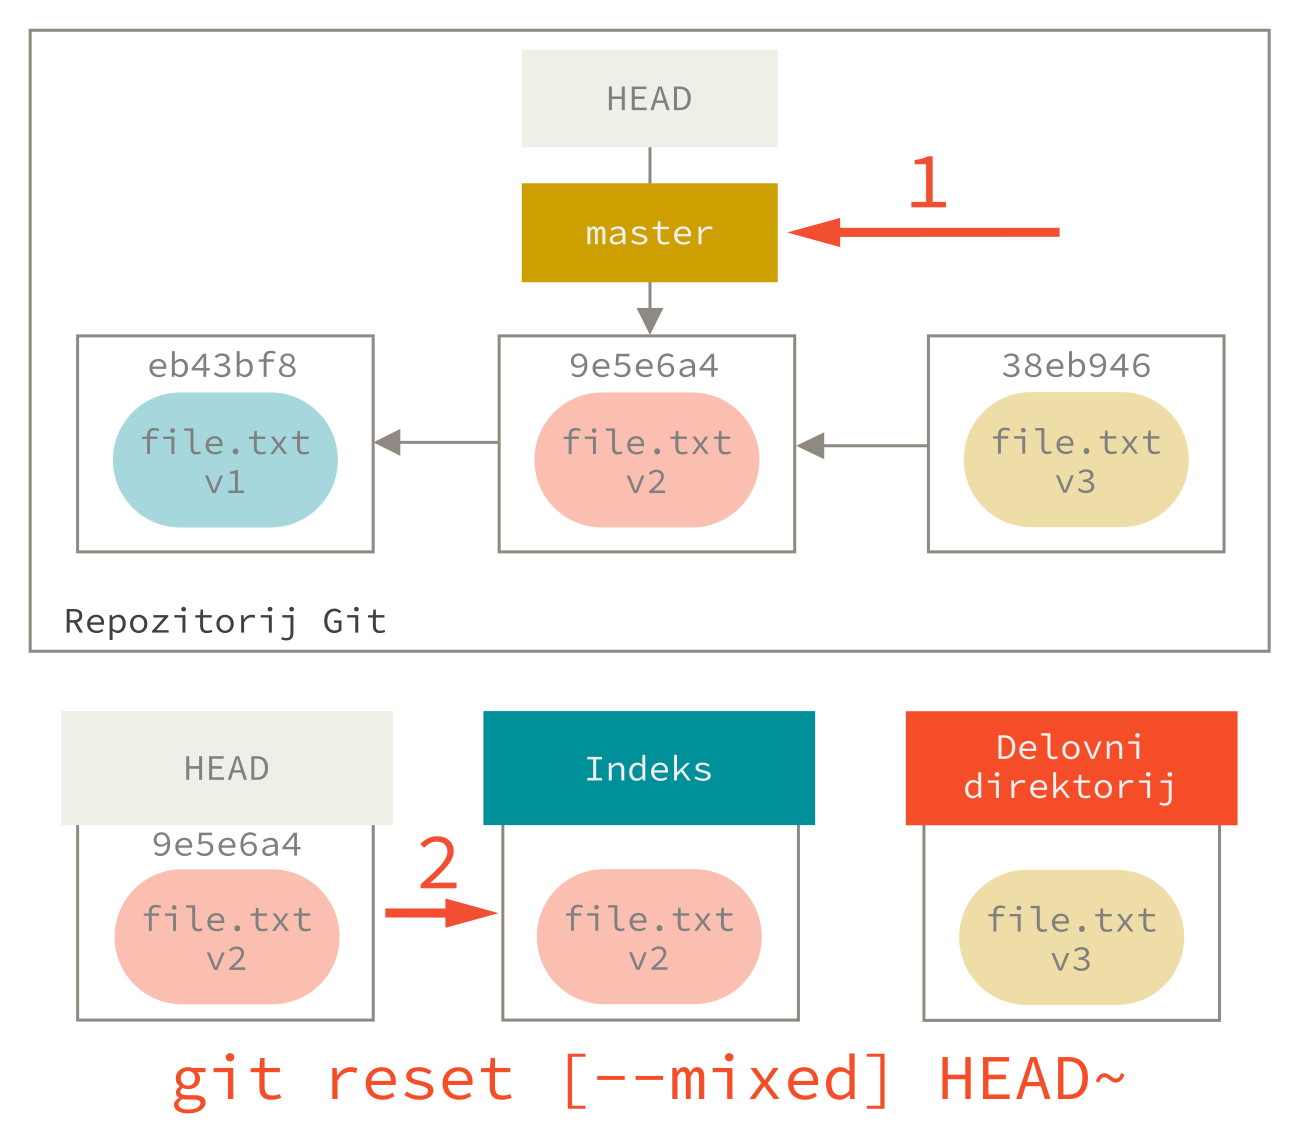 HEAD
1
master
eb43bf8
file.txt
v1
9e5e6a4
file.txt
v2
38eb946
file.txt
v3
Repozitorij Git
HEAD
9e5e6a4
file.txt
v2
2
Indeks
file.txt
v2
Delovni
direktorij
file.txt
v3
git reset [--mixed] HEAD~